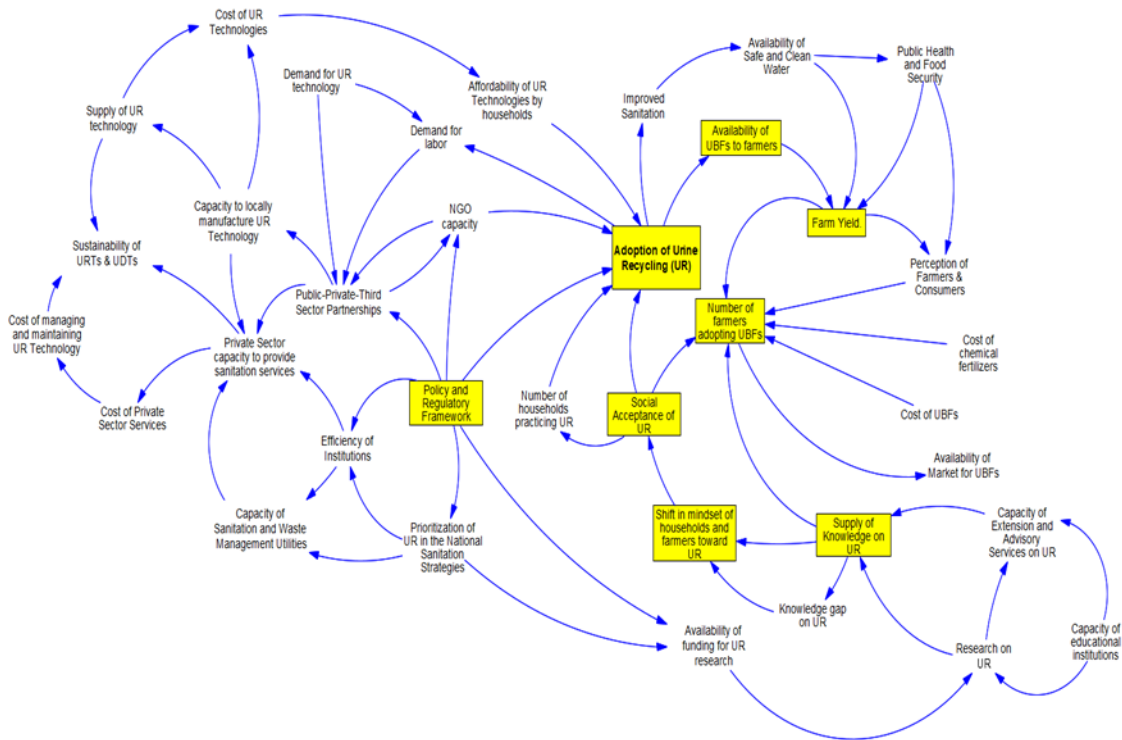 Cost of UR
Technologies
Demand for UR
technology
Affordability of UR
Technologies by
households
Supply of UR
technology
Demand for
labor
Capacity to locally
manufacture UR
Technology
NGO
capacity
Sustainability of
URTs & UDTs
Public-Private-Third
Sector Partnerships
Cost of managing
and maintaining
UR Technology
Private Sector
capacity to provide
sanitation services
Cost of Private
Sector Services
Policy and
Regulatory
Framework
Efficiency of
Institutions
Capacity of
Sanitation and Waste
Management Utilities
Prioritization of
UR in the National
Sanitation
Strategies
Availability of
Safe and Clean
Water
Public Health
and Food
Security
Improved
Sanitation
Availability of
UBFs to farmers
Farm Yield.
Adoption of Urine
Recycling (UR)
Perception of
Farmers &
Consumers
Number of
farmers
adopting UBFs
Cost of
chemical
fertilizers
Number of
households
practicing UR
Social
Acceptance of
UR
Cost of UBFs
Availability of
Market for UBFs
Shift in mindset of
households and
farmers toward
UR
Supply of
Knowledge on
UR
Capacity of
Extension and
Advisory
Services on UR
Knowledge gap
on UR
Availability of
funding for UR
research
Research on
UR
Capacity of
educational
institutions